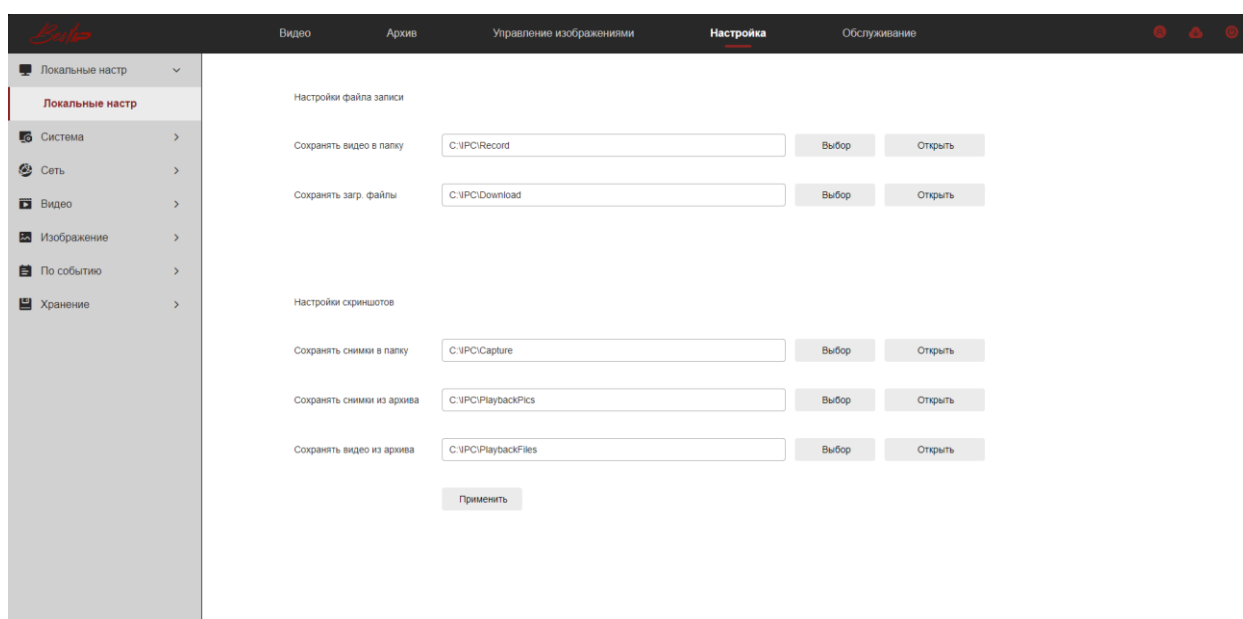 Видео Архив Управление изображениями Настройка Обслуживание
Локальные настр
Локальные настр
Система
Сеть
Видео
Изображение
По событию
Хранение
Настройки файла записи
Сохранять видео в папку C:\IPC\Record Выбор Открыть
Сохранять загр. файлы C:\IPC\Download Выбор Открыть
Настройки скриншотов
Сохранять снимки в папку C:\IPC\Capture Выбор Открыть
Сохранять снимки из архива C:\IPC\PlaybackPics Выбор Открыть
Сохранять видео из архива C:\IPC\PlaybackFiles Выбор Открыть
Применить